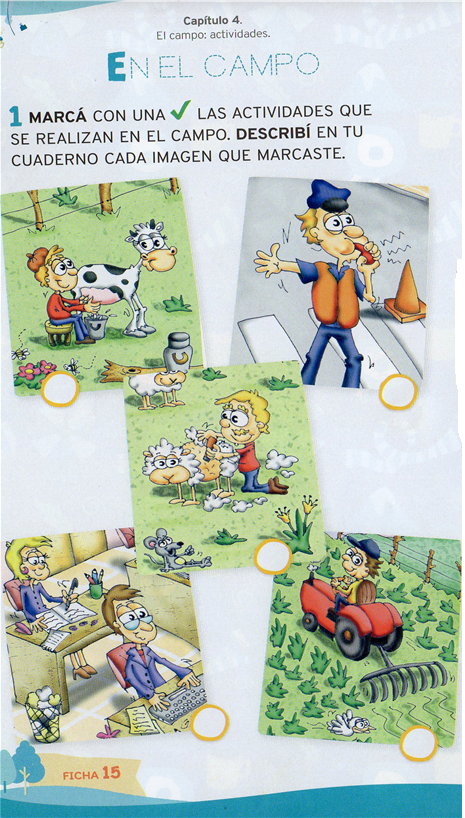 Capítulo 4.
El campo: actividades.
EN EL CAMPO
1 MARCÁ CON UNA ✓ LAS ACTIVIDADES QUE
SE REALIZAN EN EL CAMPO. DESCRIBÍ EN TU
CUADERNO CADA IMAGEN QUE MARCASTE.
FICHA 15